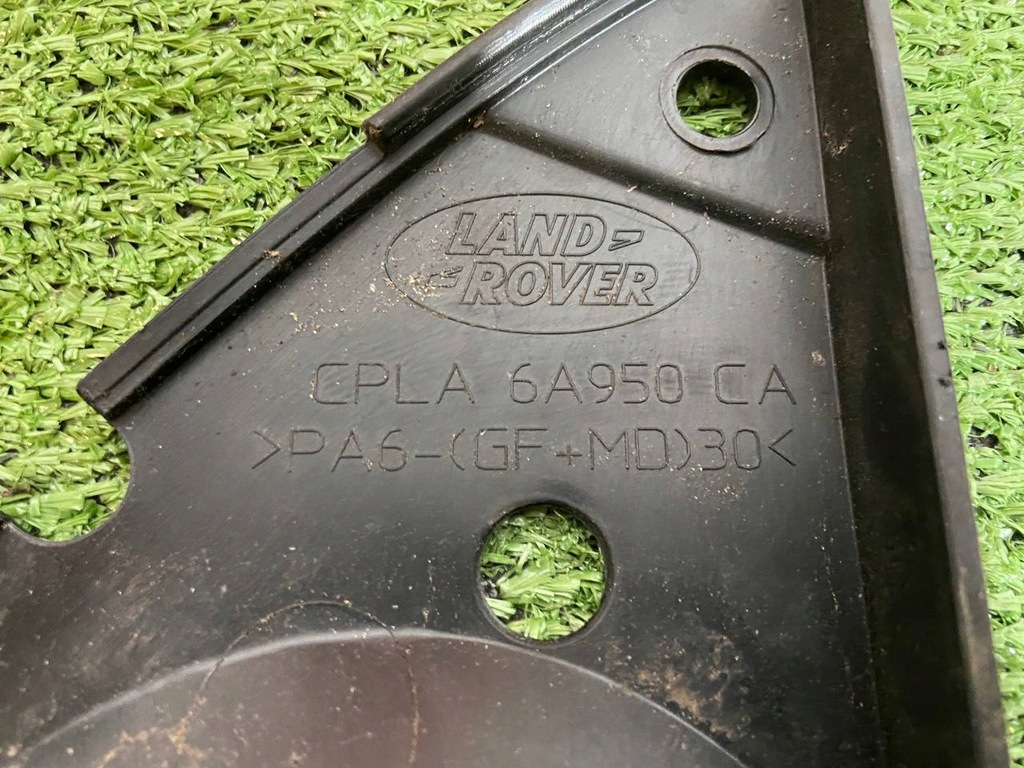 LAND
ROVER
CPLA 6A950 CA
>PA6-(GF+MD)30<